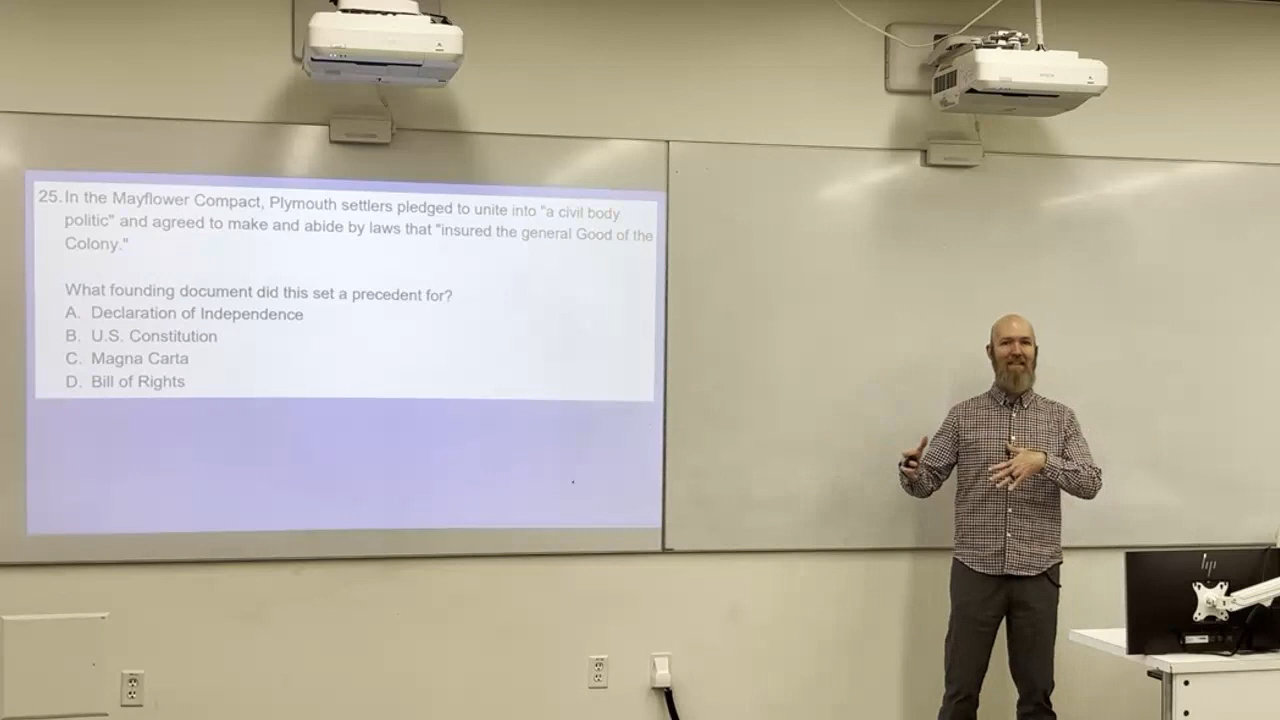 25. In the Mayflower Compact, Plymouth settlers pledged to unite into "a civil body
politic" and agreed to make and abide by laws that "insured the general Good of the
Colony."
What founding document did this set a precedent for?
A. Declaration of Independence
B. U.S. Constitution
C. Magna Carta
D. Bill of Rights
hp